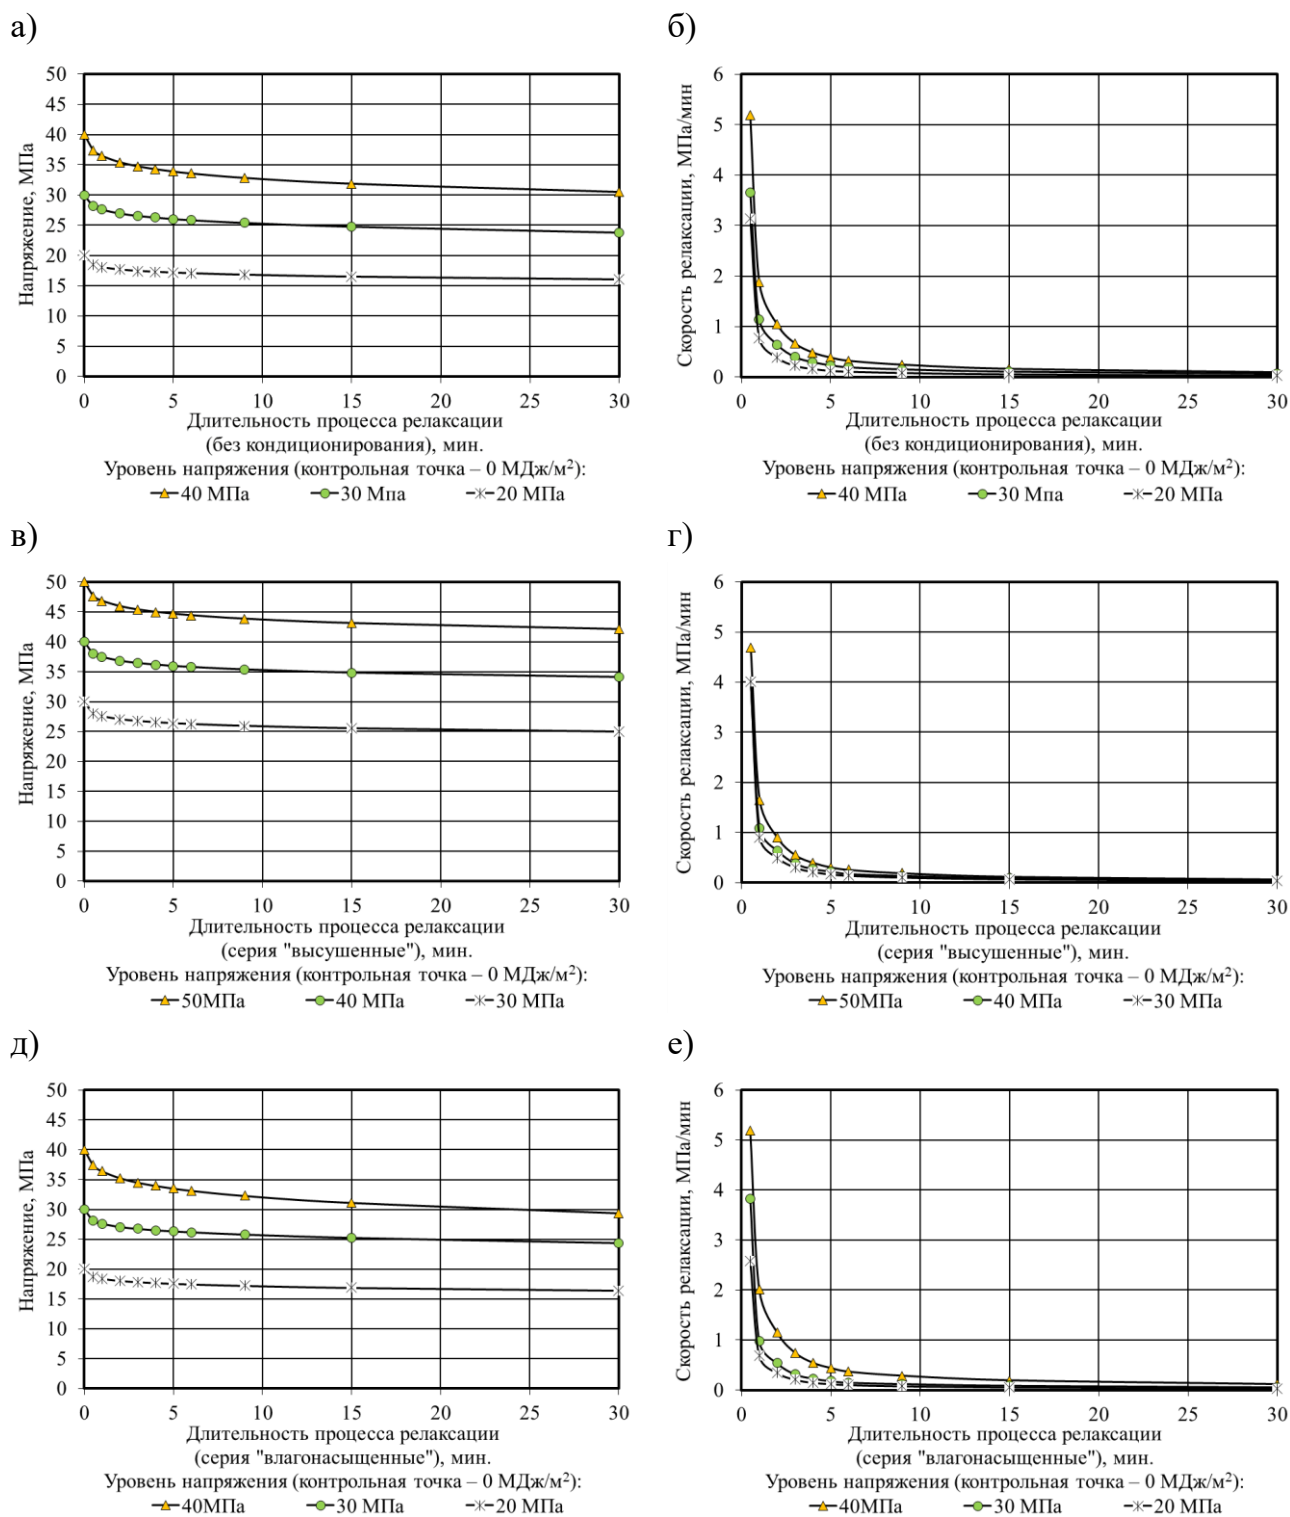 а)
50
45
40
35
30
25
20
15
10
5
0
Напряжение, МПа
0 5 10 15 20 25 30
Длительность процесса релаксации
(без кондиционирования), мин.
Уровень напряжения (контрольная точка – 0 МДж/м²):
40 МПа 30 Мпа 20 МПа
б)
6
5
4
3
2
1
0
Скорость релаксации, МПа/мин
0 5 10 15 20 25 30
Длительность процесса релаксации
(без кондиционирования), мин.
Уровень напряжения (контрольная точка – 0 МДж/м²):
40 МПа 30 Мпа 20 МПа
в)
50
45
40
35
30
25
20
15
10
5
0
Напряжение, МПа
0 5 10 15 20 25 30
Длительность процесса релаксации
(серия "высушенные"), мин.
Уровень напряжения (контрольная точка – 0 МДж/м²):
50МПа 40 МПа 30 МПа
г)
6
5
4
3
2
1
0
Скорость релаксации, МПа/мин
0 5 10 15 20 25 30
Длительность процесса релаксации
(серия "высушенные"), мин.
Уровень напряжения (контрольная точка – 0 МДж/м²):
50МПа 40 МПа 30 МПа
д)
50
45
40
35
30
25
20
15
10
5
0
Напряжение, МПа
0 5 10 15 20 25 30
Длительность процесса релаксации
(серия "влагонасыщенные"), мин.
Уровень напряжения (контрольная точка – 0 МДж/м²):
40МПа 30 МПа 20 МПа
е)
6
5
4
3
2
1
0
Скорость релаксации, МПа/мин
0 5 10 15 20 25 30
Длительность процесса релаксации
(серия "влагонасыщенные"), мин.
Уровень напряжения (контрольная точка – 0 МДж/м²):
40МПа 30 МПа 20 МПа